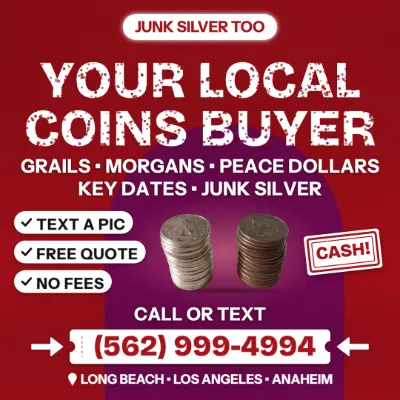 JUNK SILVER TOO
YOUR LOCAL
COINS BUYER
GRAILS ▪ MORGANS ▪ PEACE DOLLARS
KEY DATES ▪ JUNK SILVER
✓ TEXT A PIC
✓ FREE QUOTE
✓ NO FEES
CASH!
CALL OR TEXT
(562) 999-4994
LONG BEACH ▪ LOS ANGELES ▪ ANAHEIM